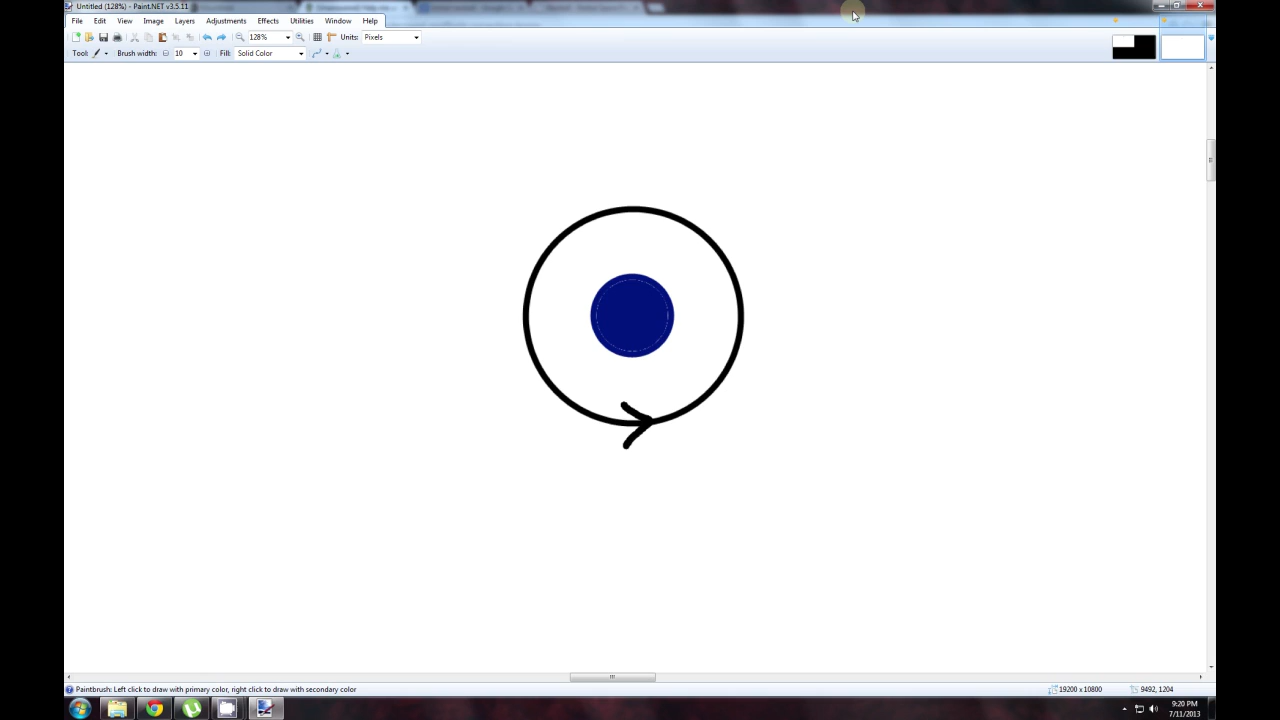 Untitled (128%) - Paint.NET v3.5.11
File Edit View Image Layers Adjustments Effects Utilities Window Help
128% Units: Pixels
Tool: Brush width: 10 Fill: Solid Color
Paintbrush: Left click to draw with primary color, right click to draw with secondary color 19200 x 10800 9492, 1204
9:20 PM
7/11/2013